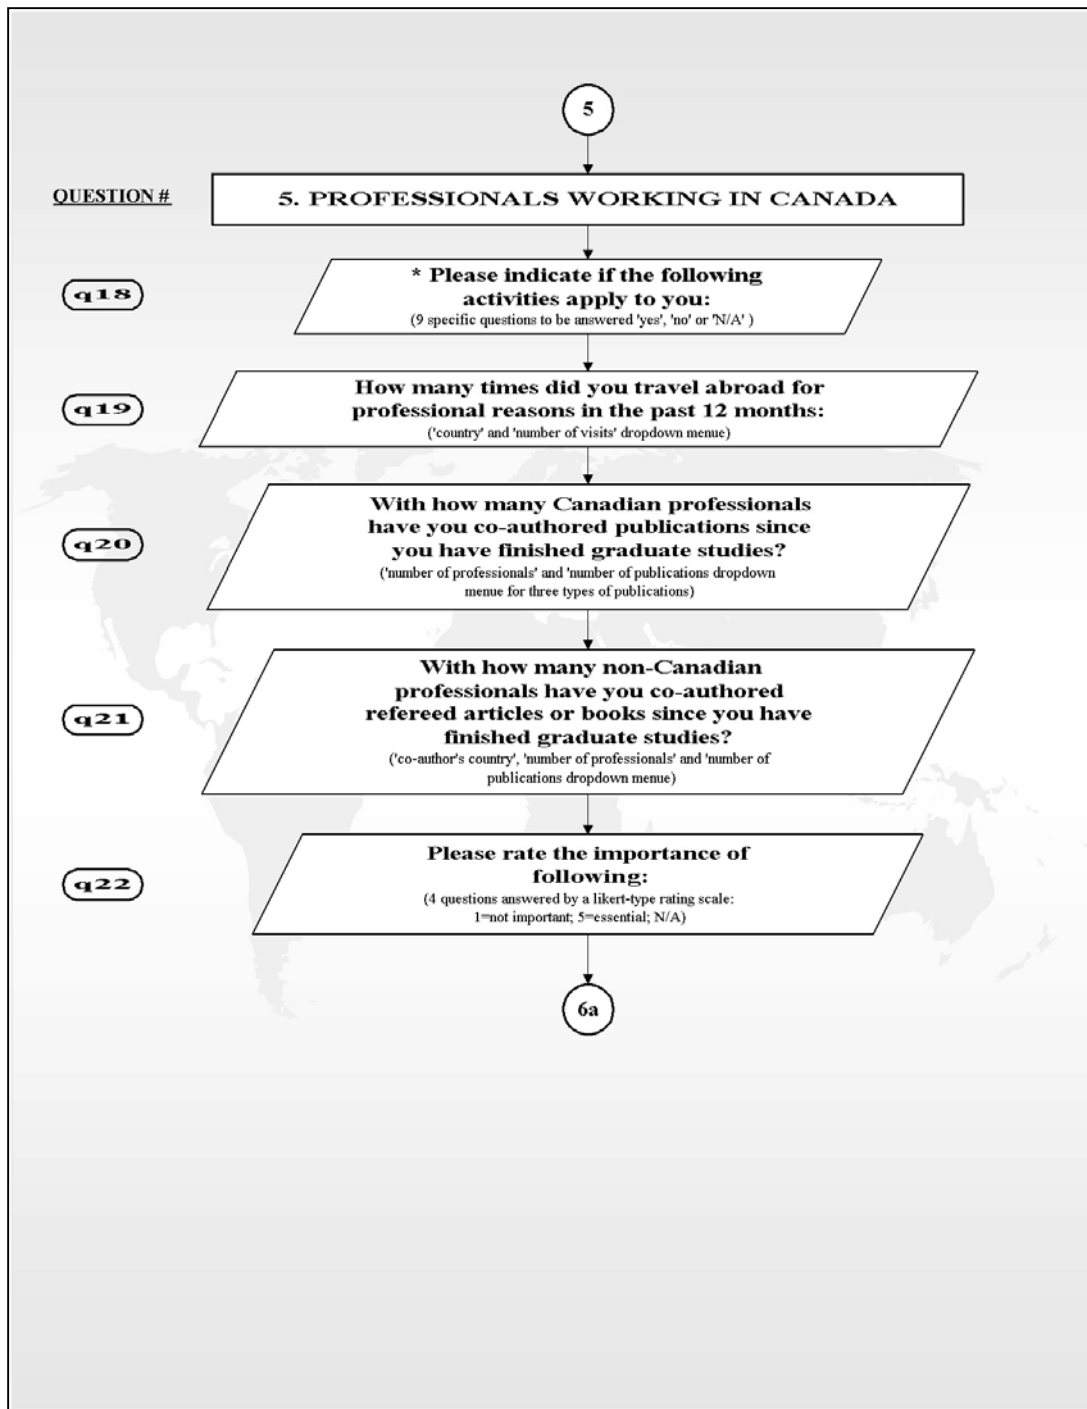 5
QUESTION #
5. PROFESSIONALS WORKING IN CANADA
q18
* Please indicate if the following
activities apply to you:
(9 specific questions to be answered 'yes', 'no' or 'N/A' )
q19
How many times did you travel abroad for
professional reasons in the past 12 months:
('country' and 'number of visits' dropdown menue)
q20
With how many Canadian professionals
have you co-authored publications since
you have finished graduate studies?
('number of professionals' and 'number of publications dropdown
menue for three types of publications)
q21
With how many non-Canadian
professionals have you co-authored
refereed articles or books since you have
finished graduate studies?
('co-author's country', 'number of professionals' and 'number of
publications dropdown menue)
q22
Please rate the importance of
following:
(4 questions answered by a likert-type rating scale:
1=not important; 5=essential; N/A)
6a